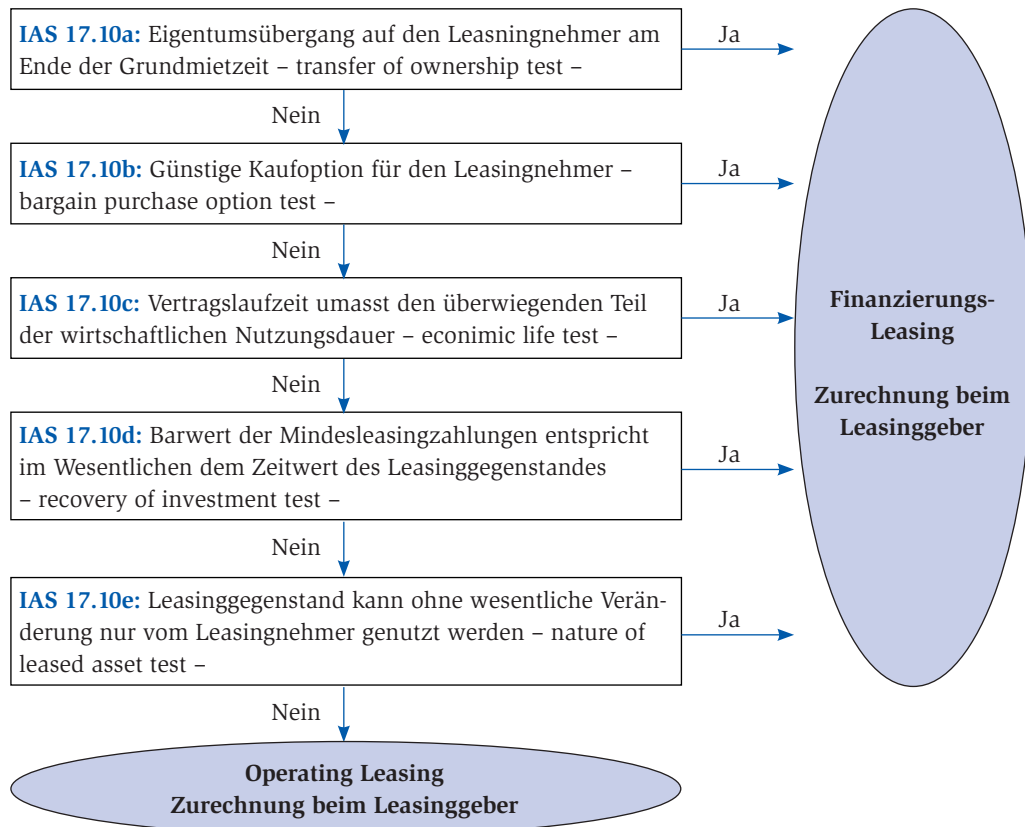 IAS 17.10a: Eigentumsübergang auf den Leasningnehmer am
Ende der Grundmietzeit – transfer of ownership test –
Ja
Nein
IAS 17.10b: Günstige Kaufoption für den Leasingnehmer –
bargain purchase option test –
Ja
Nein
IAS 17.10c: Vertragslaufzeit umasst den überwiegenden Teil
der wirtschaftlichen Nutzungsdauer – econimic life test –
Ja
Nein
IAS 17.10d: Barwert der Mindesleasingzahlungen entspricht
im Wesentlichen dem Zeitwert des Leasinggegenstandes
– recovery of investment test –
Ja
Nein
IAS 17.10e: Leasinggegenstand kann ohne wesentliche Verän-
derung nur vom Leasingnehmer genutzt werden – nature of
leased asset test –
Ja
Nein
Finanzierungs-
Leasing
Zurechnung beim
Leasinggeber
Operating Leasing
Zurechnung beim Leasinggeber